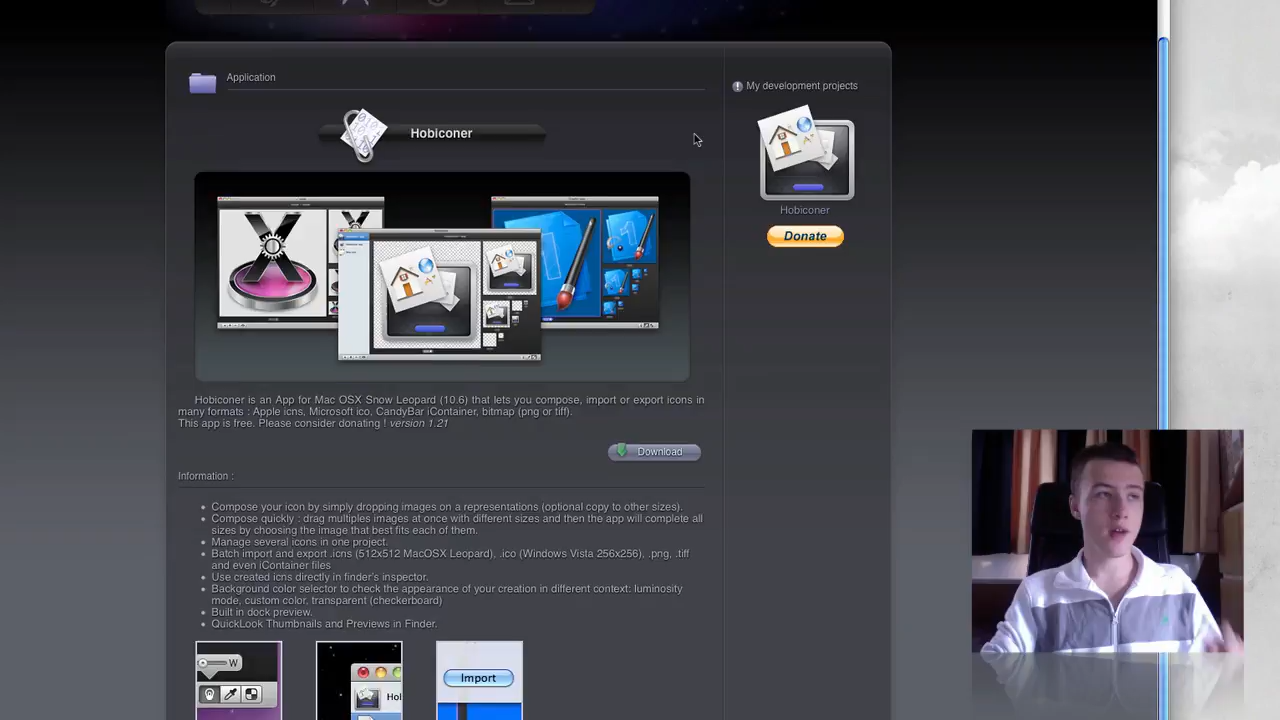 Application
My development projects
Hobiconer
Hobiconer
Donate
Hobiconer is an App for Mac OSX Snow Leopard (10.6) that lets you compose, import or export icons in
many formats : Apple icns, Microsoft ico, CandyBar iContainer, bitmap (png or tiff).
This app is free. Please consider donating ! version 1.21
Download
Information :
Compose your icon by simply dropping images on a representations (optional copy to other sizes).
Compose quickly : drag multiples images at once with different sizes and then the app will complete all
sizes by choosing the image that best fits each of them.
Manage several icons in one project.
Batch import and export .icns (512x512 MacOSX Leopard), .ico (Windows Vista 256x256), .png, .tiff
and even iContainer files
Use created icns directly in finder's inspector.
Background color selector to check the appearance of your creation in different context: luminosity
mode, custom color, transparent (checkerboard)
Built in dock preview.
QuickLook Thumbnails and Previews in Finder.
W
Import